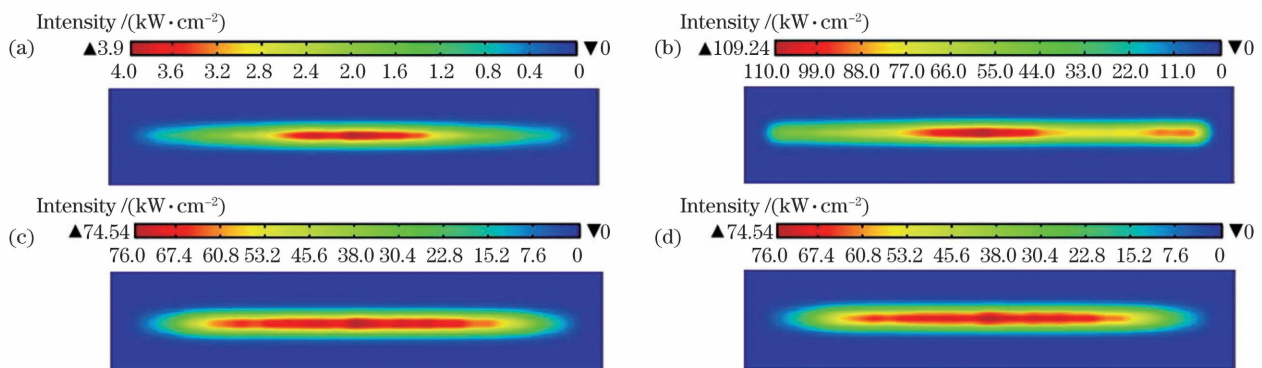 Intensity /(kW·cm⁻²)
(a) ▲3.9 ▼0
4.0 3.6 3.2 2.8 2.4 2.0 1.6 1.2 0.8 0.4 0
Intensity /(kW·cm⁻²)
(b) ▲109.24 ▼0
110.0 99.0 88.0 77.0 66.0 55.0 44.0 33.0 22.0 11.0 0
Intensity /(kW·cm⁻²)
(c) ▲74.54 ▼0
76.0 67.4 60.8 53.2 45.6 38.0 30.4 22.8 15.2 7.6 0
Intensity /(kW·cm⁻²)
(d) ▲74.54 ▼0
76.0 67.4 60.8 53.2 45.6 38.0 30.4 22.8 15.2 7.6 0